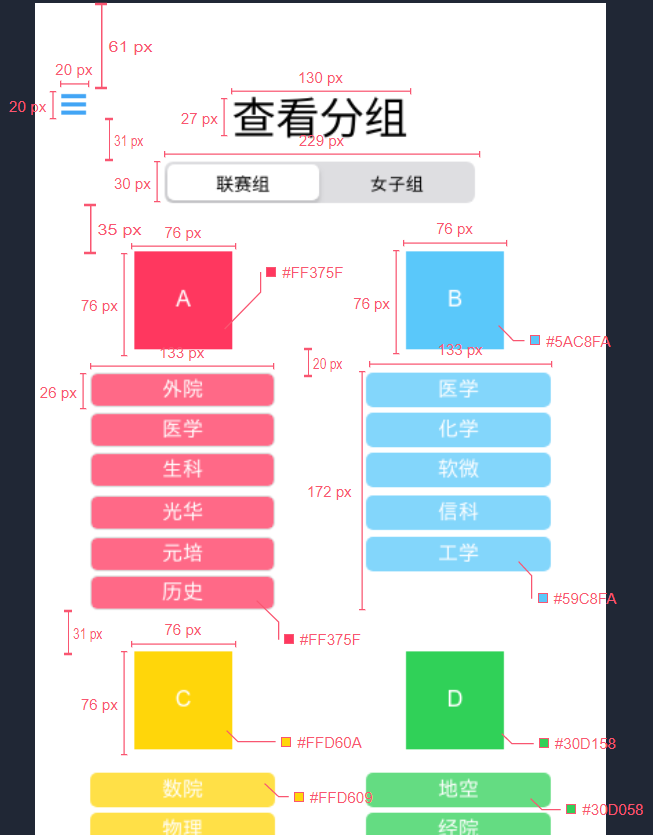 61 px
20 px
130 px
20 px
27 px
查看分组
31 px
229 px
30 px
联赛组
女子组
35 px
76 px
76 px
#FF375F
76 px
A
76 px
B
#5AC8FA
133 px
20 px
133 px
26 px
外院
医学
医学
化学
生科
软微
172 px
光华
信科
元培
工学
历史
#59C8FA
31 px
76 px
#FF375F
76 px
C
D
#FFD60A
#30D158
数院
#FFD609
地空
#30D058
物理
经院